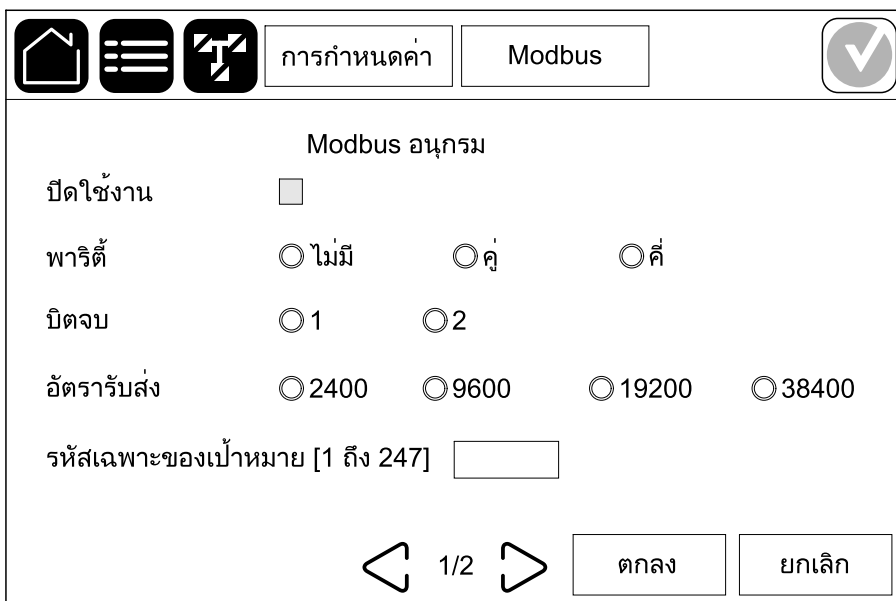 การกำหนดค่า Modbus
Modbus อนุกรม
ปิดใช้งาน
พาริตี้ ไม่มี คู่ คี่
บิตจบ 1 2
อัตรารับส่ง 2400 9600 19200 38400
รหัสเฉพาะของเป้าหมาย [1 ถึง 247]
1/2 ตกลง ยกเลิก